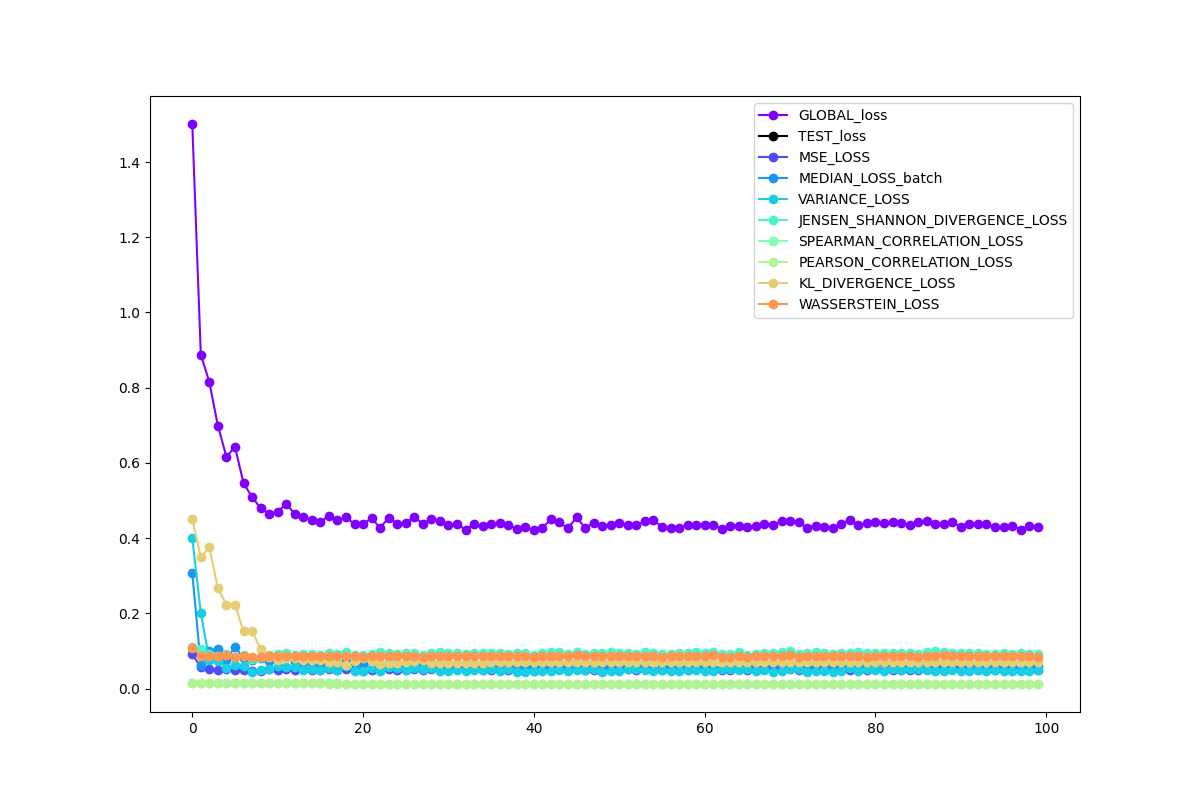 GLOBAL_loss
TEST_loss
MSE_LOSS
MEDIAN_LOSS_batch
VARIANCE_LOSS
JENSEN_SHANNON_DIVERGENCE_LOSS
SPEARMAN_CORRELATION_LOSS
PEARSON_CORRELATION_LOSS
KL_DIVERGENCE_LOSS
WASSERSTEIN_LOSS
1.4
1.2
1.0
0.8
0.6
0.4
0.2
0.0
0 20 40 60 80 100